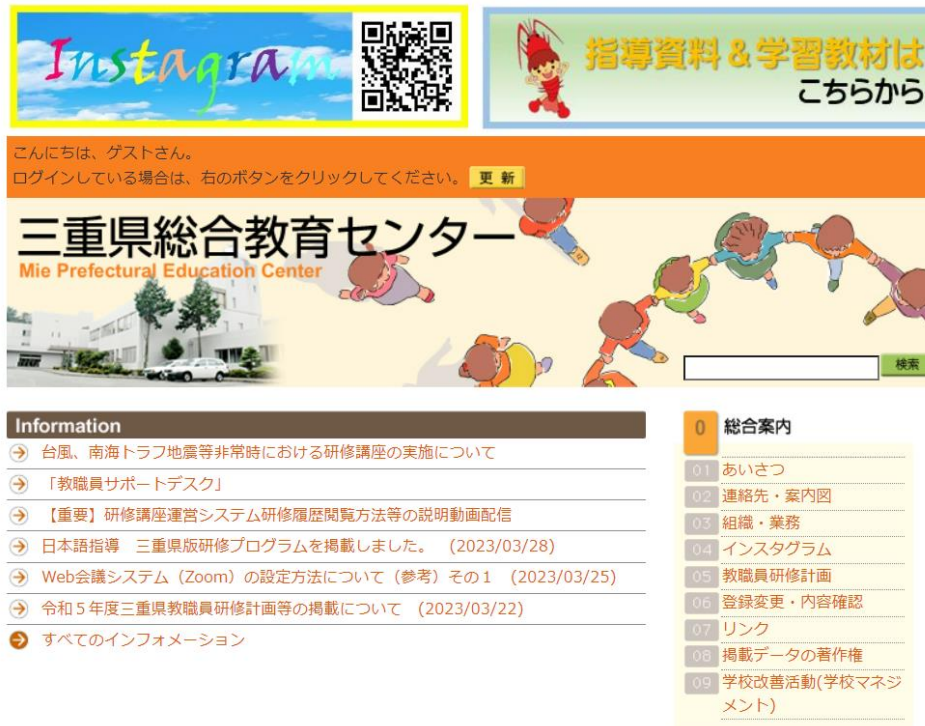 Instagram
指導資料＆学習教材は
こちらから
こんにちは、ゲストさん。
ログインしている場合は、右のボタンをクリックしてください。 更新
三重県総合教育センター
Mie Prefectural Education Center
検索
Information
台風、南海トラフ地震等非常時における研修講座の実施について
「教職員サポートデスク」
【重要】研修講座運営システム研修履歴閲覧方法等の説明動画配信
日本語指導　三重県版研修プログラムを掲載しました。　(2023/03/28)
Web会議システム（Zoom）の設定方法について（参考）その１　(2023/03/25)
令和５年度三重県教職員研修計画等の掲載について　(2023/03/22)
すべてのインフォメーション
0 総合案内
01 あいさつ
02 連絡先・案内図
03 組織・業務
04 インスタグラム
05 教職員研修計画
06 登録変更・内容確認
07 リンク
08 掲載データの著作権
09 学校改善活動(学校マネジ
メント)